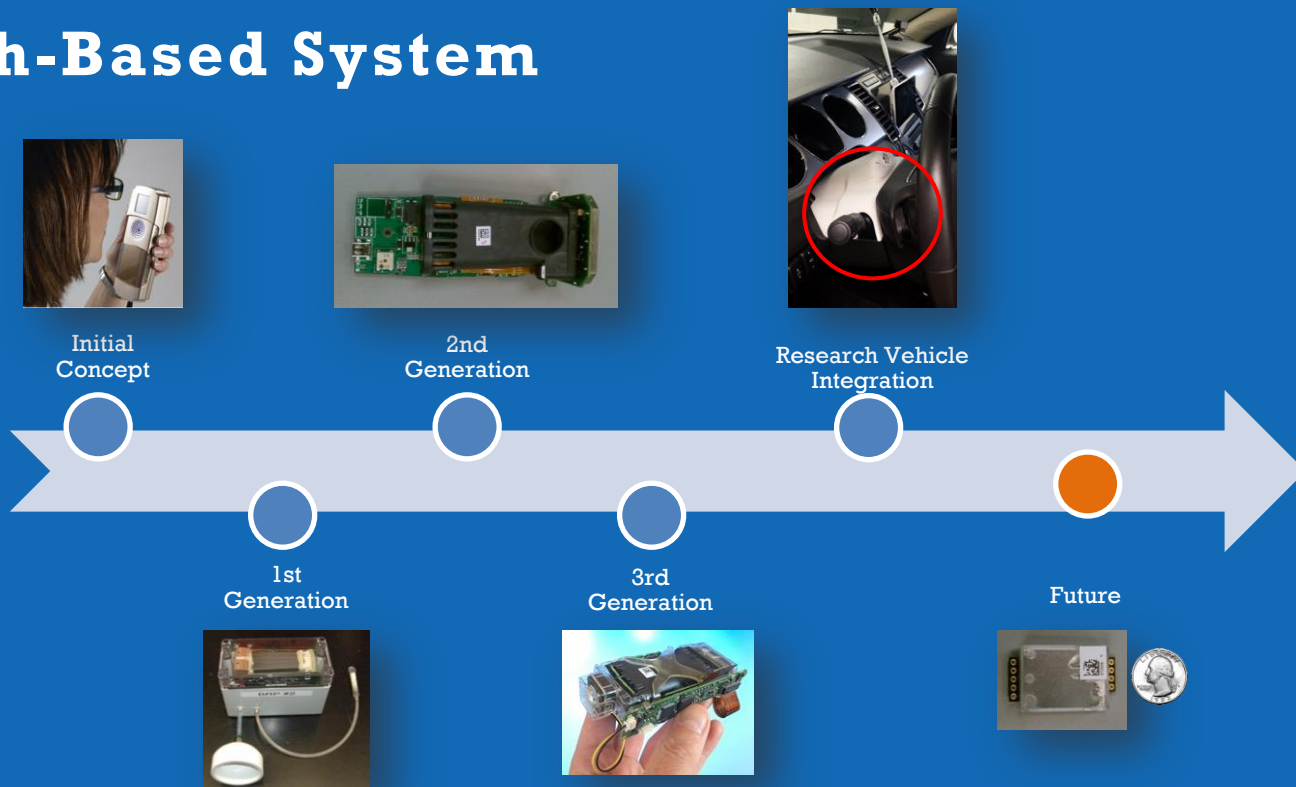 h-Based System
Initial
Concept
2nd
Generation
Research Vehicle
Integration
1st
Generation
3rd
Generation
Future